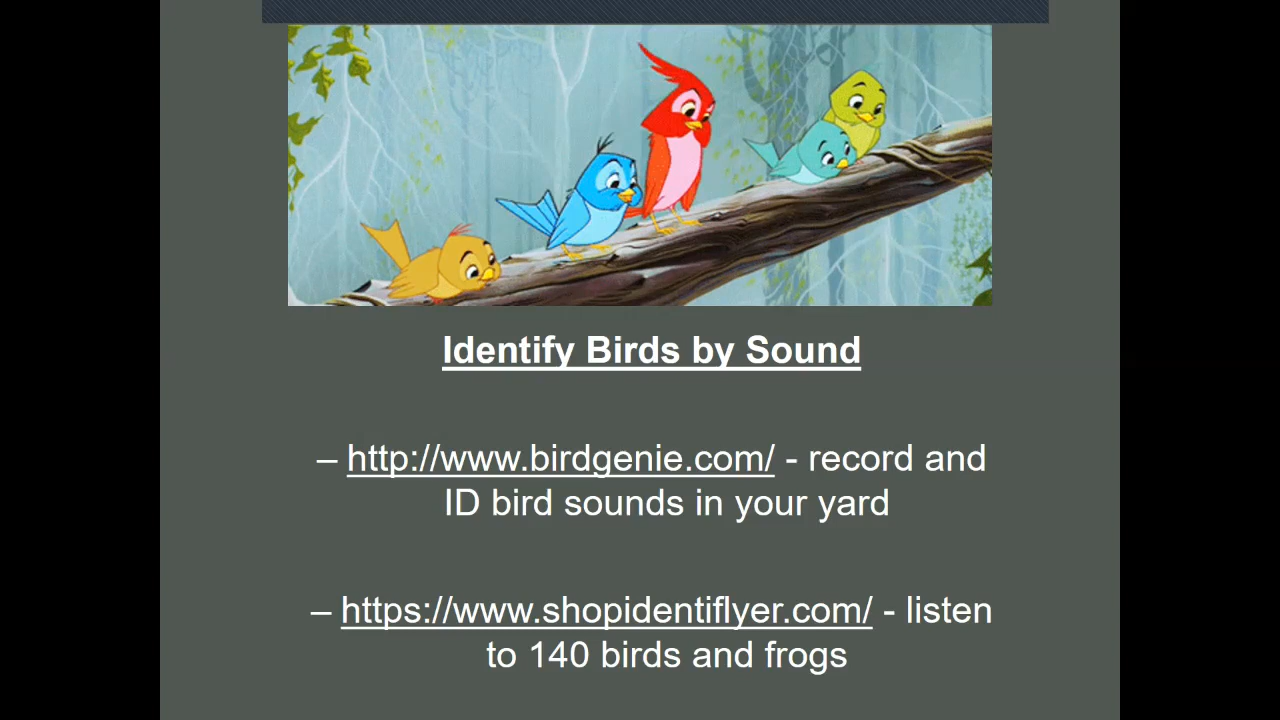 Identify Birds by Sound
– http://www.birdgenie.com/ - record and
ID bird sounds in your yard
– https://www.shopidentiflyer.com/ - listen
to 140 birds and frogs